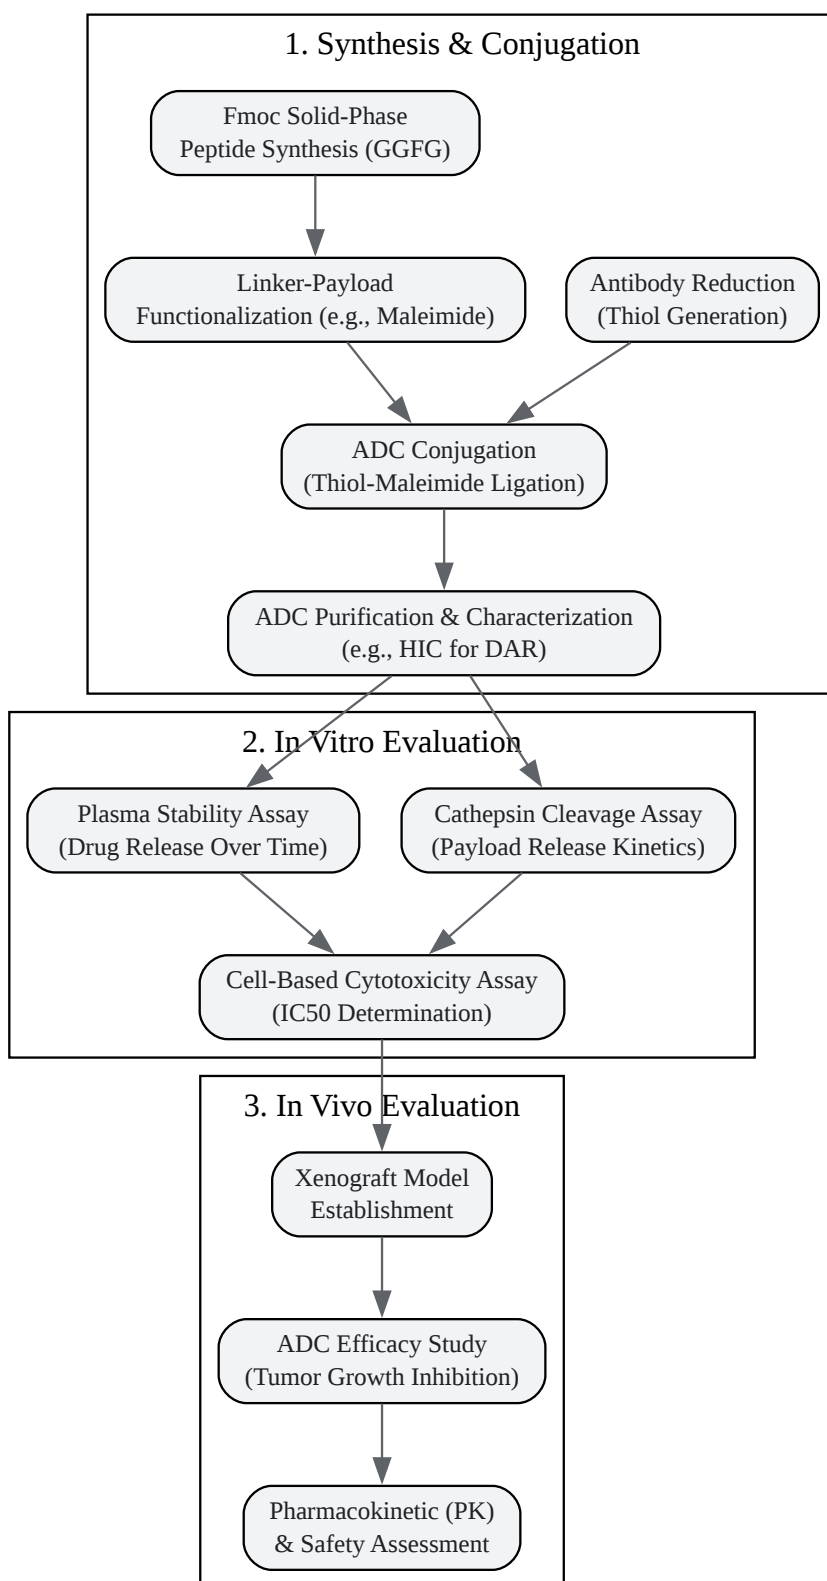 1. Synthesis & Conjugation
Fmoc Solid-Phase
Peptide Synthesis (GGFG)
Linker-Payload
Functionalization (e.g., Maleimide)
Antibody Reduction
(Thiol Generation)
ADC Conjugation
(Thiol-Maleimide Ligation)
ADC Purification & Characterization
(e.g., HIC for DAR)
2. In Vitro Evaluation
Plasma Stability Assay
(Drug Release Over Time)
Cathepsin Cleavage Assay
(Payload Release Kinetics)
Cell-Based Cytotoxicity Assay
(IC50 Determination)
3. In Vivo Evaluation
Xenograft Model
Establishment
ADC Efficacy Study
(Tumor Growth Inhibition)
Pharmacokinetic (PK)
& Safety Assessment